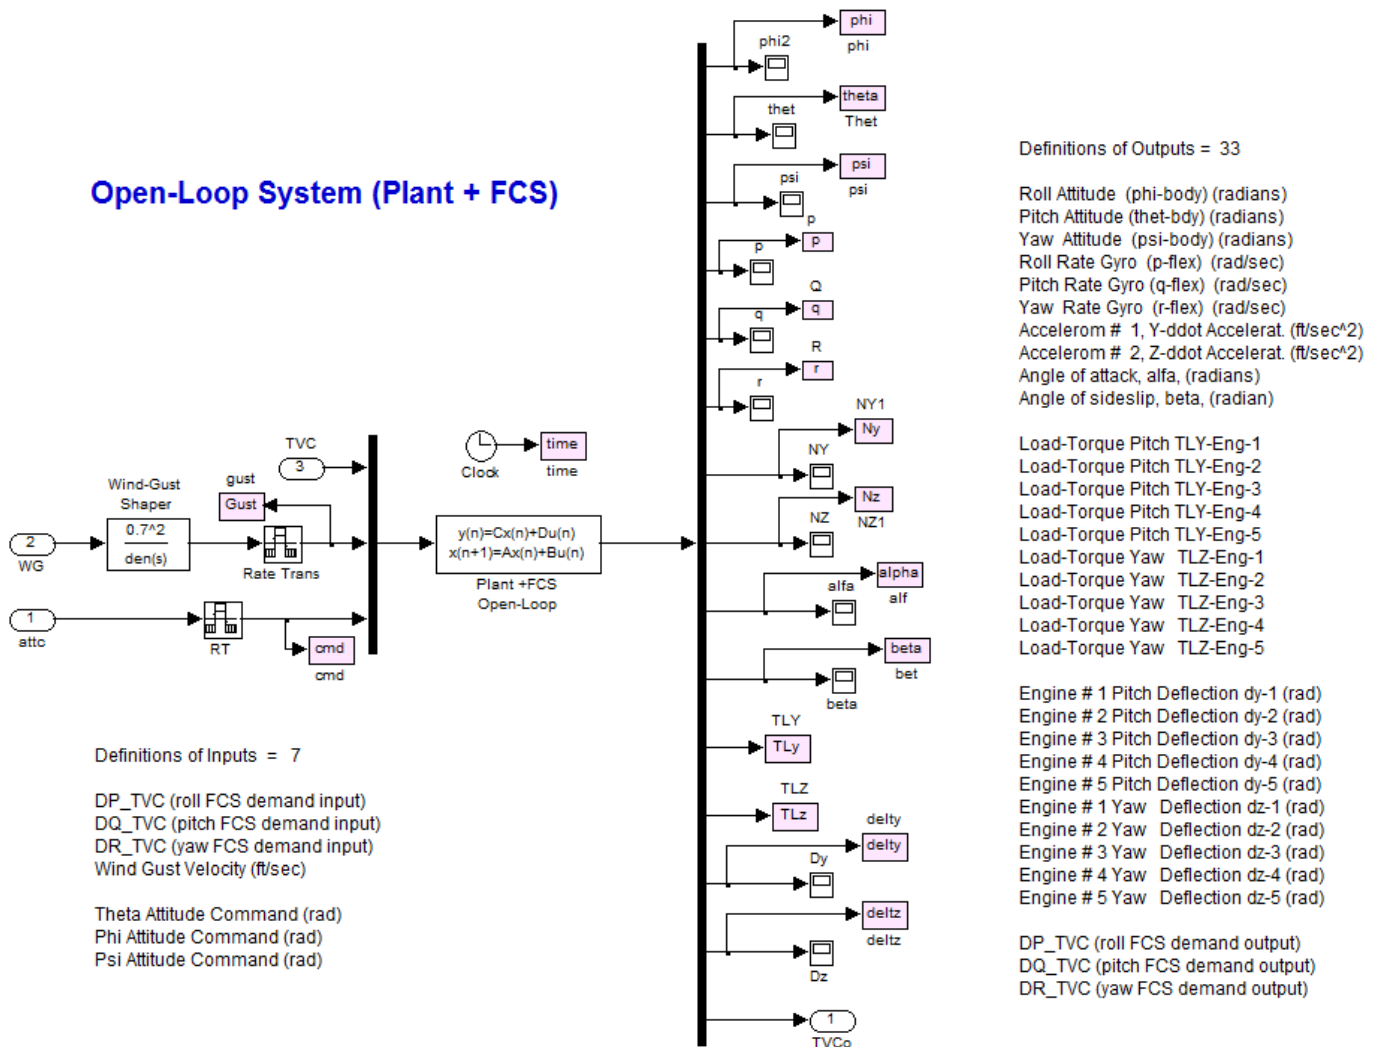 Open-Loop System (Plant + FCS)
TVC
3
Wind-Gust
Shaper
0.7^2
den(s)
gust
Gust
Rate Trans
2
WG
1
attc
RT
cmd
cmd
Clock
time
time
y(n)=Cx(n)+Du(n)
x(n+1)=Ax(n)+Bu(n)
Plant +FCS
Open-Loop
phi2
phi
phi
thet
theta
Thet
psi
psi
psi
p
p
p
Q
q
q
R
r
r
NY1
Ny
NY
Nz
NZ1
NZ
alpha
alf
alfa
beta
bet
beta
TLY
TLy
TLZ
TLz
delty
delty
Dy
deltz
deltz
Dz
1
TVCo
Definitions of Inputs = 7
DP_TVC (roll FCS demand input)
DQ_TVC (pitch FCS demand input)
DR_TVC (yaw FCS demand input)
Wind Gust Velocity (ft/sec)
Theta Attitude Command (rad)
Phi Attitude Command (rad)
Psi Attitude Command (rad)
Definitions of Outputs = 33
Roll Attitude (phi-body) (radians)
Pitch Attitude (thet-bdy) (radians)
Yaw Attitude (psi-body) (radians)
Roll Rate Gyro (p-flex) (rad/sec)
Pitch Rate Gyro (q-flex) (rad/sec)
Yaw Rate Gyro (r-flex) (rad/sec)
Accelerom # 1, Y-ddot Accelerat. (ft/sec^2)
Accelerom # 2, Z-ddot Accelerat. (ft/sec^2)
Angle of attack, alfa, (radians)
Angle of sideslip, beta, (radian)
Load-Torque Pitch TLY-Eng-1
Load-Torque Pitch TLY-Eng-2
Load-Torque Pitch TLY-Eng-3
Load-Torque Pitch TLY-Eng-4
Load-Torque Pitch TLY-Eng-5
Load-Torque Yaw TLZ-Eng-1
Load-Torque Yaw TLZ-Eng-2
Load-Torque Yaw TLZ-Eng-3
Load-Torque Yaw TLZ-Eng-4
Load-Torque Yaw TLZ-Eng-5
Engine # 1 Pitch Deflection dy-1 (rad)
Engine # 2 Pitch Deflection dy-2 (rad)
Engine # 3 Pitch Deflection dy-3 (rad)
Engine # 4 Pitch Deflection dy-4 (rad)
Engine # 5 Pitch Deflection dy-5 (rad)
Engine # 1 Yaw Deflection dz-1 (rad)
Engine # 2 Yaw Deflection dz-2 (rad)
Engine # 3 Yaw Deflection dz-3 (rad)
Engine # 4 Yaw Deflection dz-4 (rad)
Engine # 5 Yaw Deflection dz-5 (rad)
DP_TVC (roll FCS demand output)
DQ_TVC (pitch FCS demand output)
DR_TVC (yaw FCS demand output)